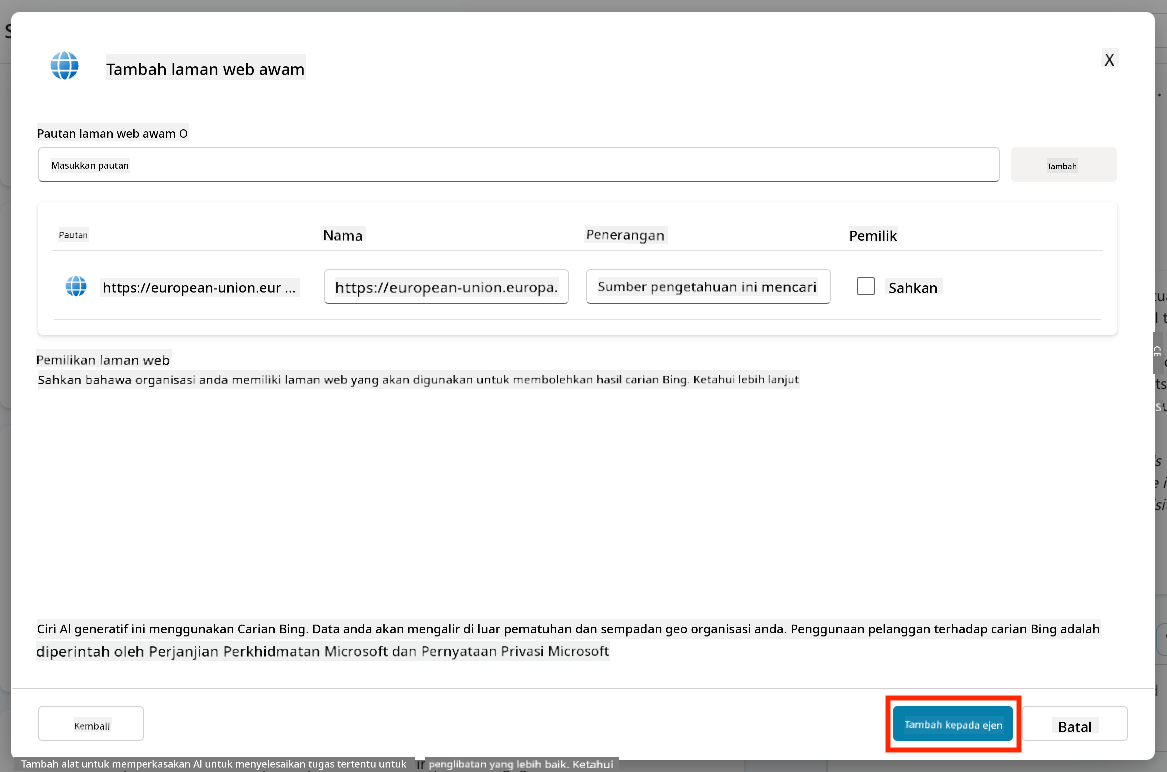 Tambah laman web awam
X
Pautan laman web awam O
Masukkan pautan
Tambah
Pautan Nama Penerangan Pemilik
https://european-union.eur ... https://european-union.europa. Sumber pengetahuan ini mencari Sahkan
Pemilikan laman web
Sahkan bahawa organisasi anda memiliki laman web yang akan digunakan untuk membolehkan hasil carian Bing. Ketahui lebih lanjut
Ciri AI generatif ini menggunakan Carian Bing. Data anda akan mengalir di luar pematuhan dan sempadan geo organisasi anda. Penggunaan pelanggan terhadap carian Bing adalah
diperintah oleh Perjanjian Perkhidmatan Microsoft dan Pernyataan Privasi Microsoft
Kembali Tambah kepada ejen Batal
Tambah alat untuk memperkasakan AI untuk menyelesaikan tugas tertentu untuk penglibatan yang lebih baik. Ketahui